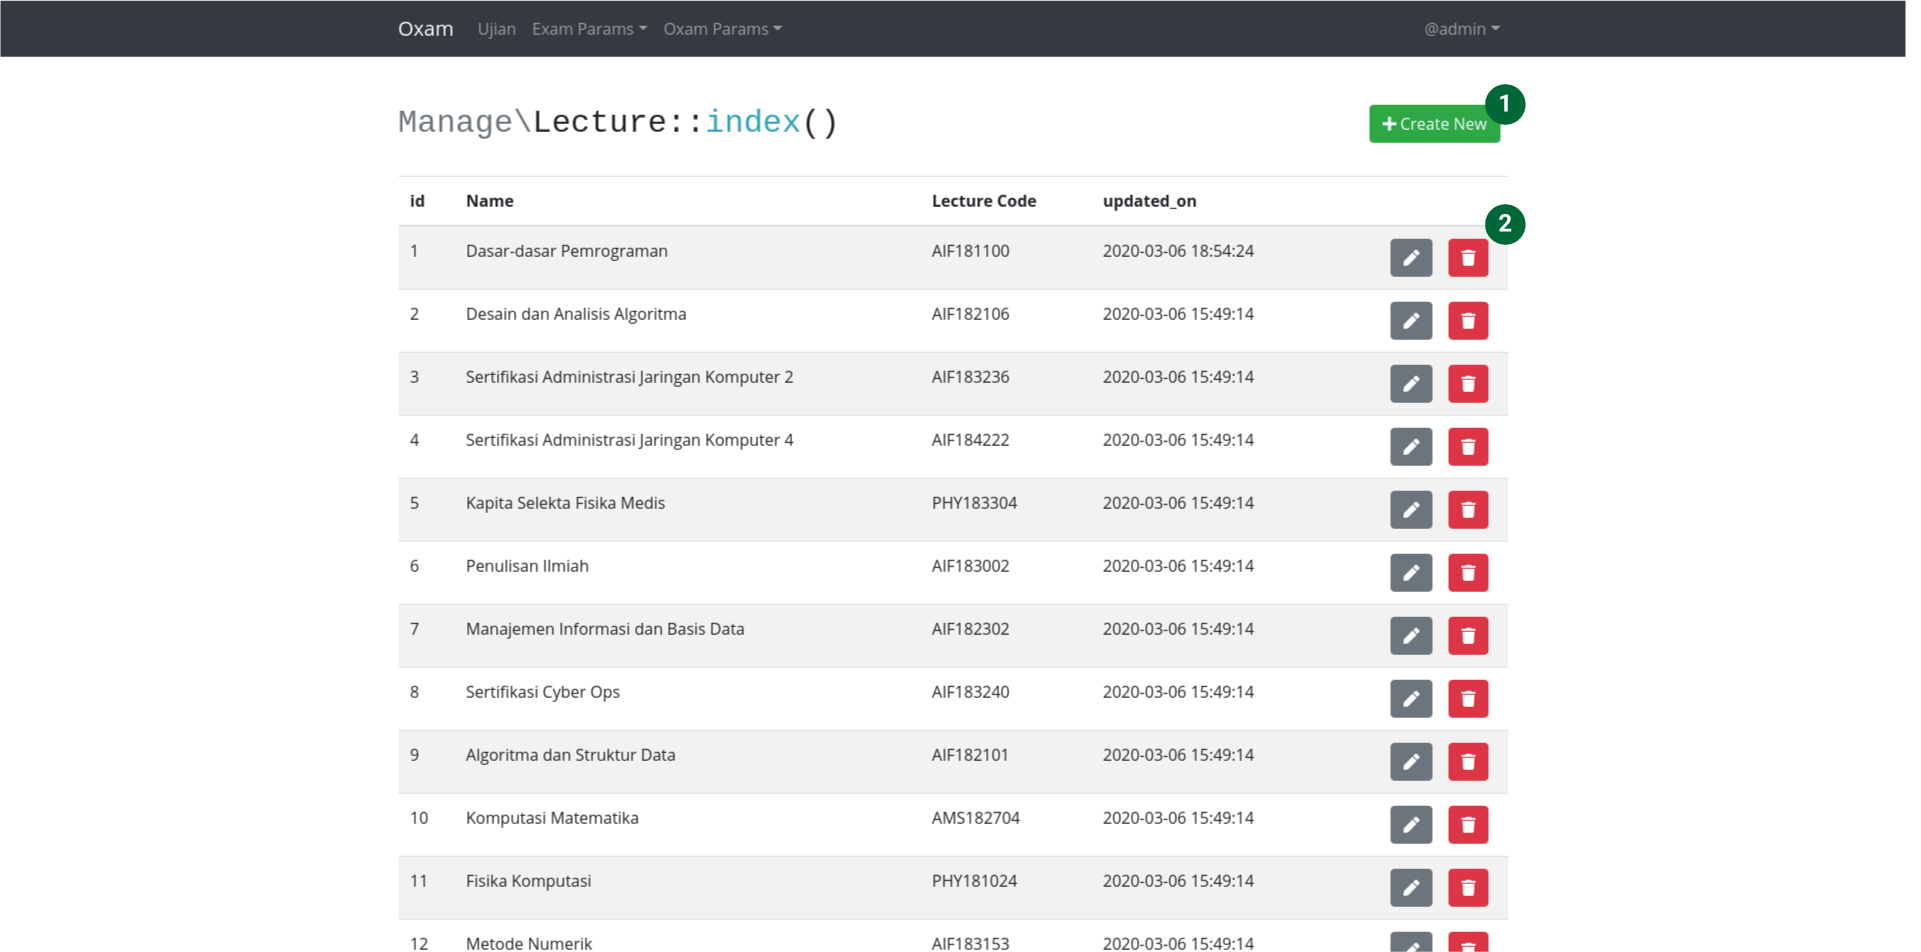 Oxam Ujian Exam Params Oxam Params @admin
Manage\Lecture::index()
Create New
1
id Name Lecture Code updated_on
2
1 Dasar-dasar Pemrograman AIF181100 2020-03-06 18:54:24
2 Desain dan Analisis Algoritma AIF182106 2020-03-06 15:49:14
3 Sertifikasi Administrasi Jaringan Komputer 2 AIF183236 2020-03-06 15:49:14
4 Sertifikasi Administrasi Jaringan Komputer 4 AIF184222 2020-03-06 15:49:14
5 Kapita Selekta Fisika Medis PHY183304 2020-03-06 15:49:14
6 Penulisan Ilmiah AIF183002 2020-03-06 15:49:14
7 Manajemen Informasi dan Basis Data AIF182302 2020-03-06 15:49:14
8 Sertifikasi Cyber Ops AIF183240 2020-03-06 15:49:14
9 Algoritma dan Struktur Data AIF182101 2020-03-06 15:49:14
10 Komputasi Matematika AMS182704 2020-03-06 15:49:14
11 Fisika Komputasi PHY181024 2020-03-06 15:49:14
12 Metode Numerik AIF183153 2020-03-06 15:49:14